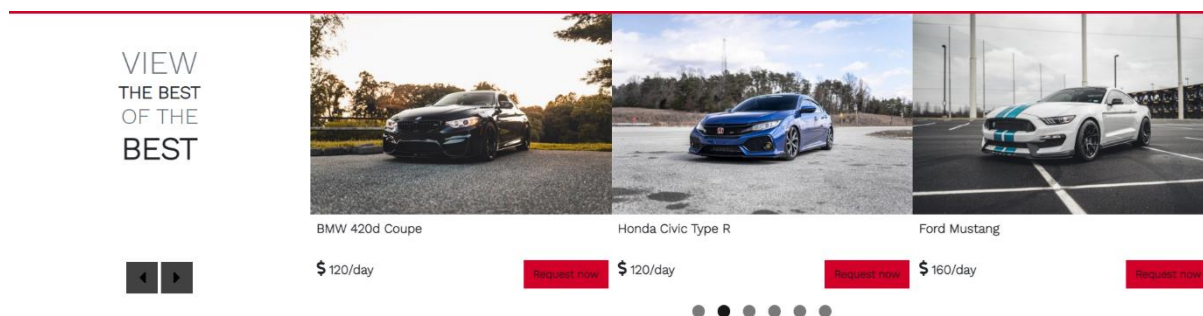 VIEW
THE BEST
OF THE
BEST
BMW 420d Coupe
$ 120/day
Request now
Honda Civic Type R
$ 120/day
Request now
Ford Mustang
$ 160/day
Request now